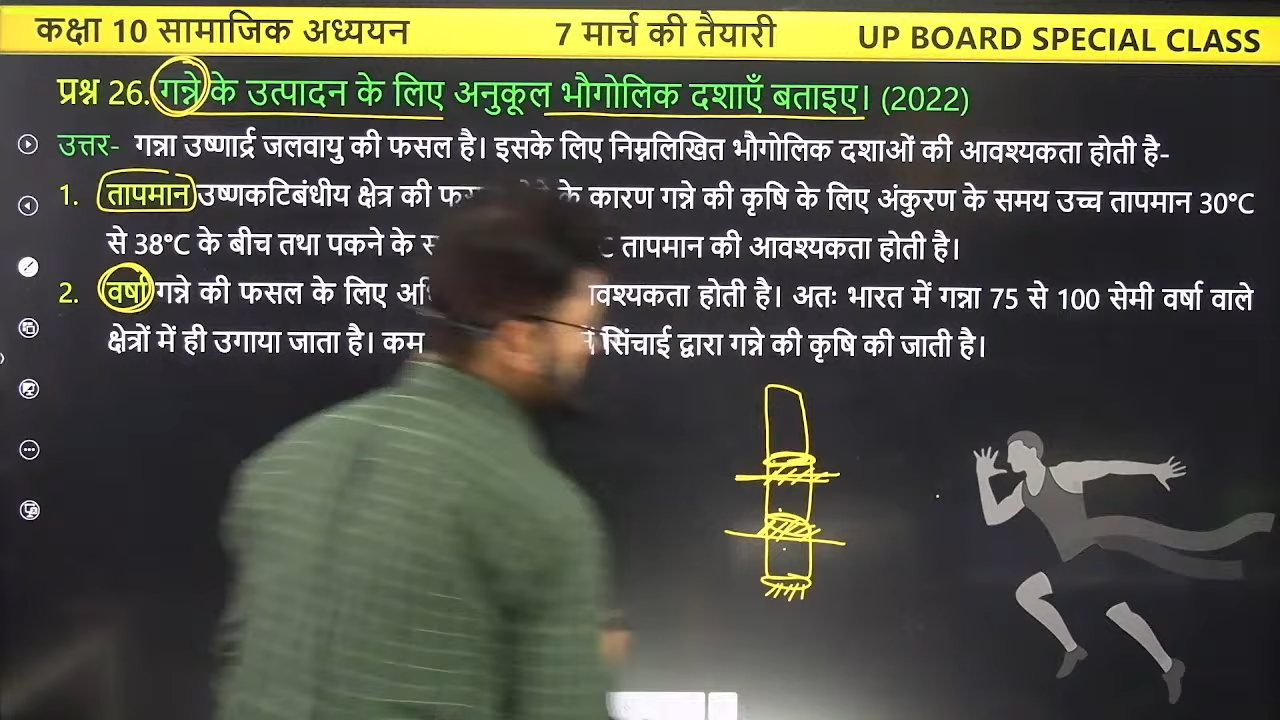 कक्षा 10 सामाजिक अध्ययन 7 मार्च की तैयारी UP BOARD SPECIAL CLASS
प्रश्न 26. गन्ने के उत्पादन के लिए अनुकूल भौगोलिक दशाएँ बताइए। (2022)
उत्तर- गन्ना उष्णार्द्र जलवायु की फसल है। इसके लिए निम्नलिखित भौगोलिक दशाओं की आवश्यकता होती है-
1. तापमान उष्णकटिबंधीय क्षेत्र की के कारण गन्ने की कृषि के लिए अंकुरण के समय उच्च तापमान 30°C
से 38°C के बीच तथा पकने के तापमान की आवश्यकता होती है।
2. वर्षा गन्ने की फसल के लिए होती है। अतः भारत में गन्ना 75 से 100 सेमी वर्षा वाले
क्षेत्रों में ही उगाया जाता है। कम सिंचाई द्वारा गन्ने की कृषि की जाती है।